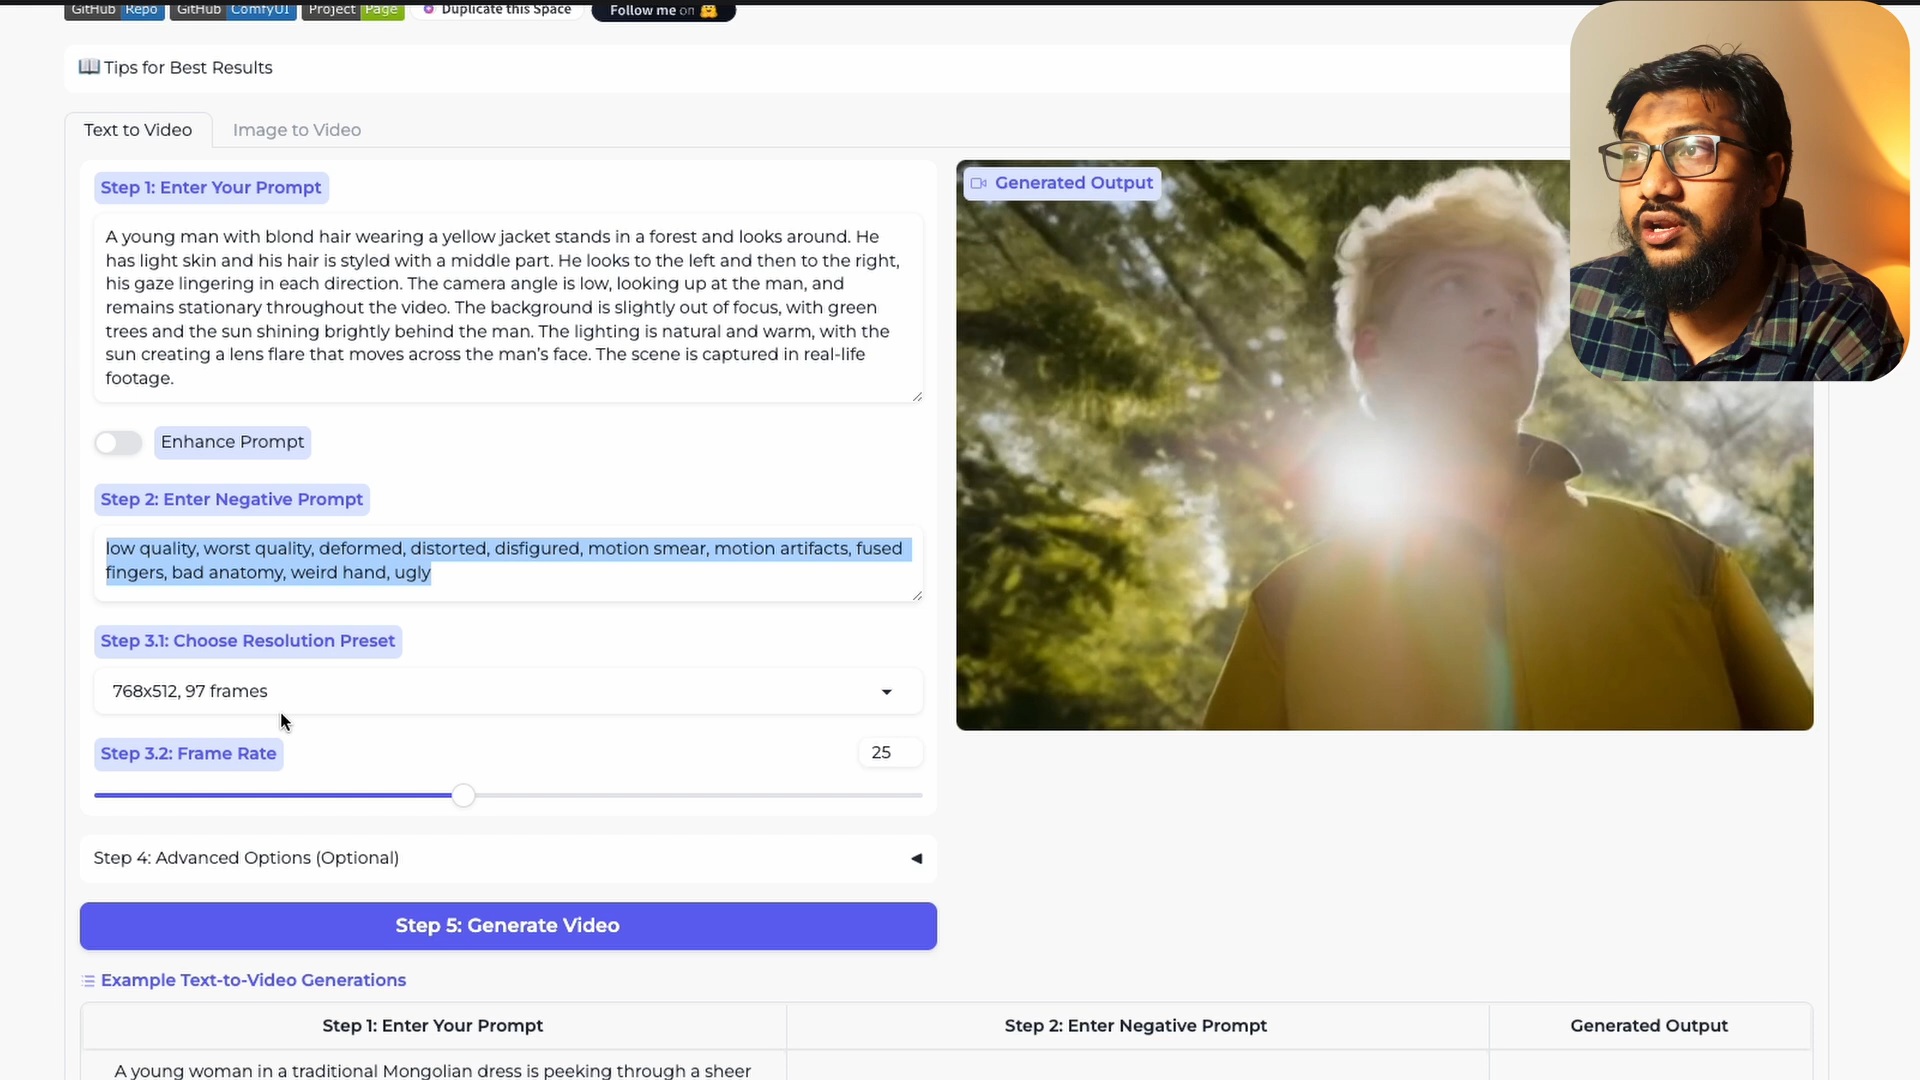 GitHub Repo GitHub ComfyUI Project Page Duplicate this Space Follow me on
Tips for Best Results
Text to Video Image to Video
Step 1: Enter Your Prompt
A young man with blond hair wearing a yellow jacket stands in a forest and looks around. He
has light skin and his hair is styled with a middle part. He looks to the left and then to the right,
his gaze lingering in each direction. The camera angle is low, looking up at the man, and
remains stationary throughout the video. The background is slightly out of focus, with green
trees and the sun shining brightly behind the man. The lighting is natural and warm, with the
sun creating a lens flare that moves across the man’s face. The scene is captured in real-life
footage.
Generated Output
Enhance Prompt
Step 2: Enter Negative Prompt
low quality, worst quality, deformed, distorted, disfigured, motion smear, motion artifacts, fused
fingers, bad anatomy, weird hand, ugly
Step 3.1: Choose Resolution Preset
768x512, 97 frames
Step 3.2: Frame Rate
25
Step 4: Advanced Options (Optional)
Step 5: Generate Video
Example Text-to-Video Generations
Step 1: Enter Your Prompt Step 2: Enter Negative Prompt Generated Output
A young woman in a traditional Mongolian dress is peeking through a sheer